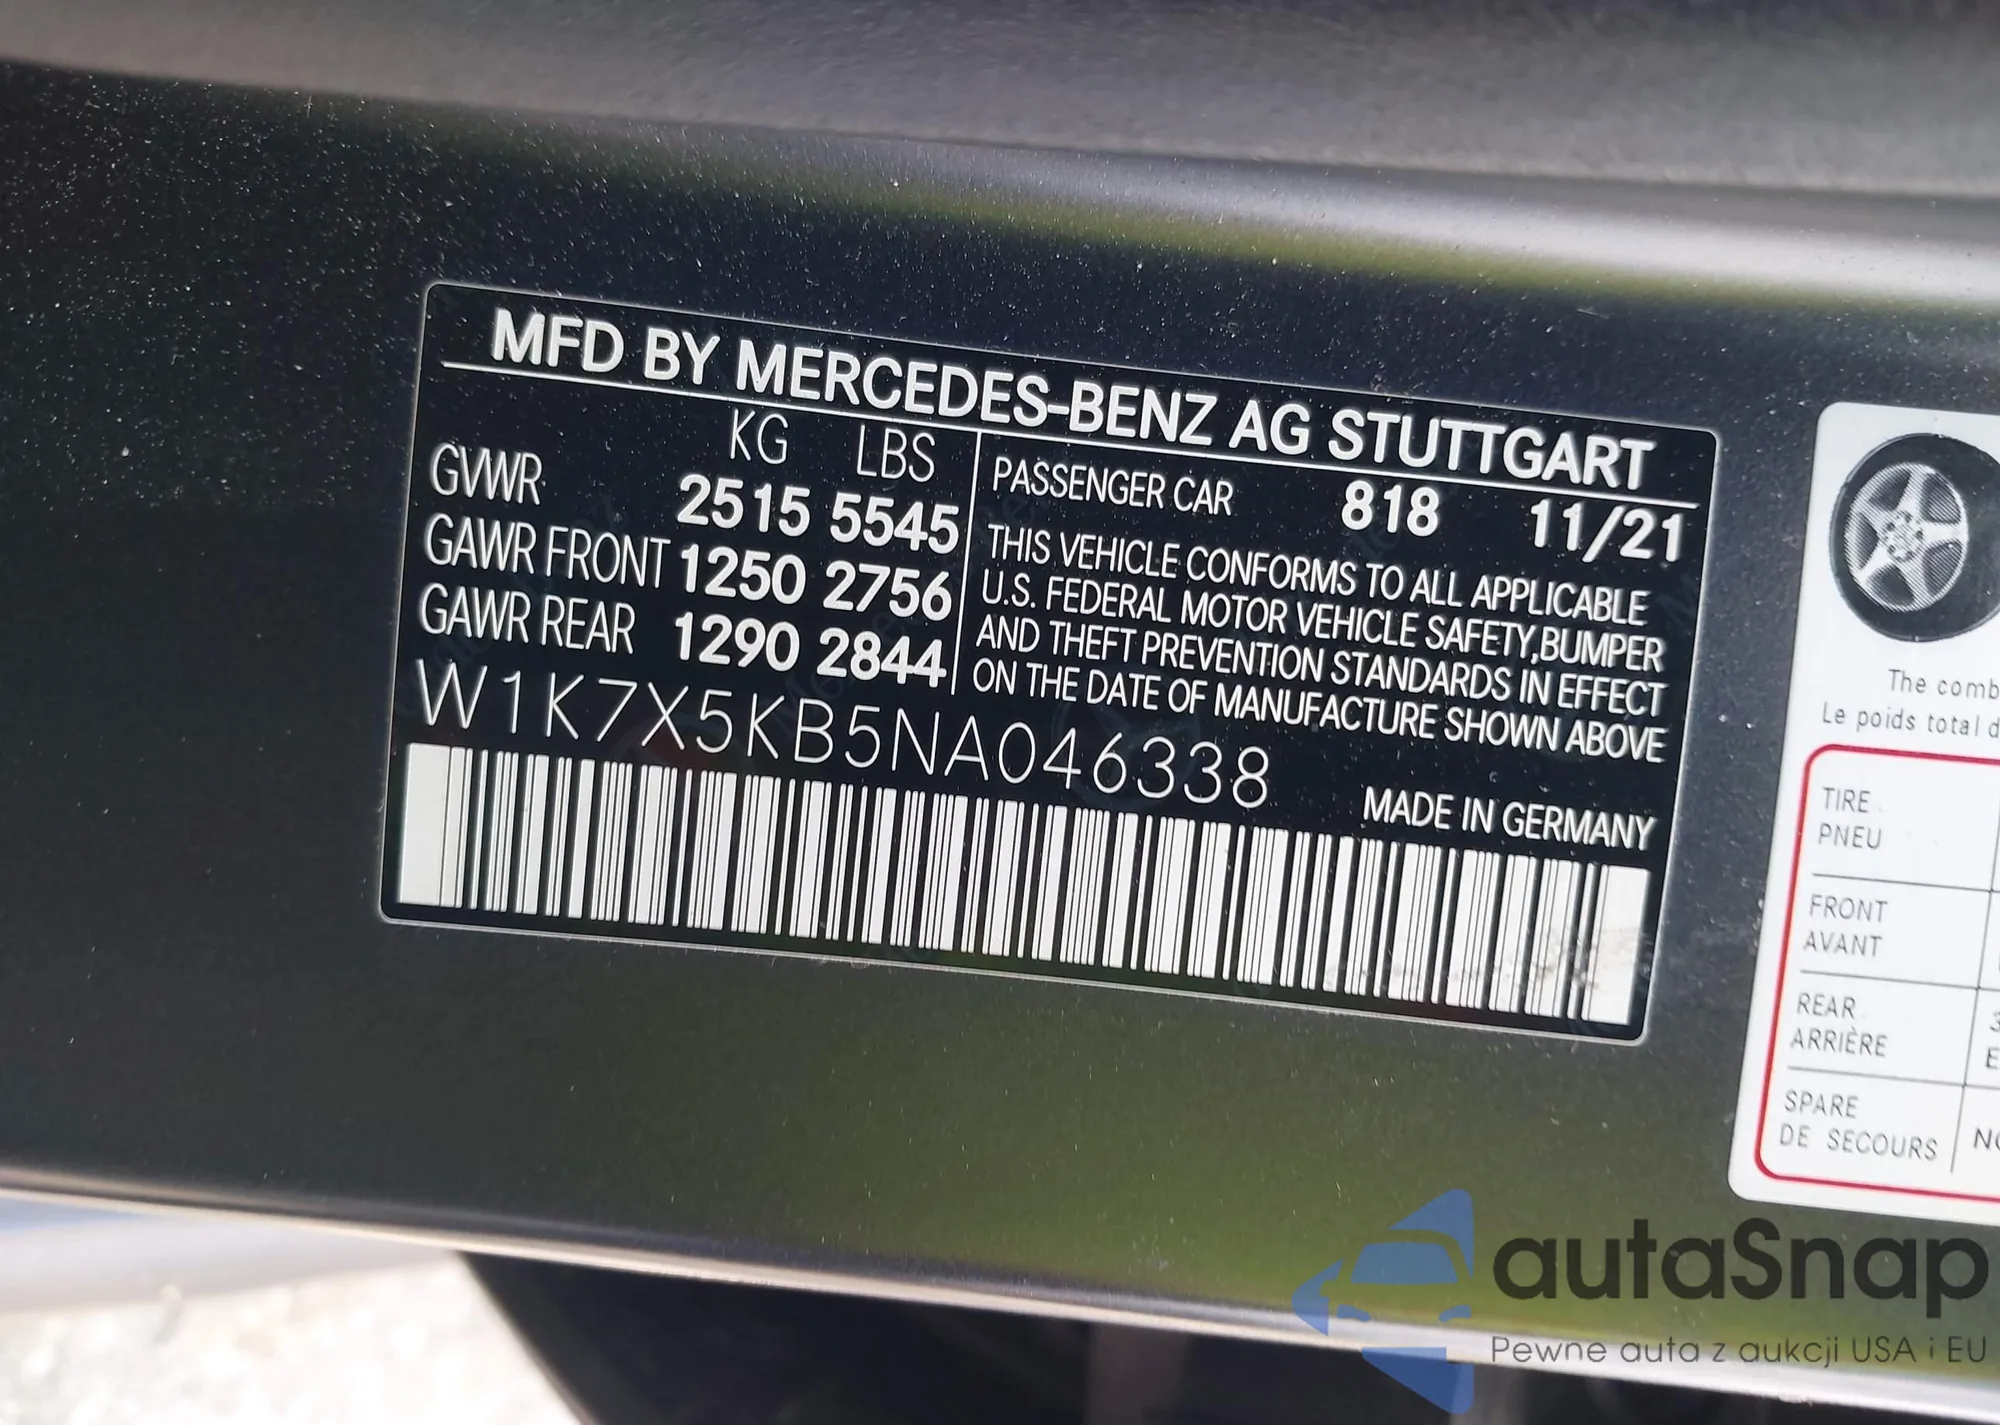 MFD BY MERCEDES-BENZ AG STUTTGART
KG LBS
GVWR 2515 5545
GAWR FRONT 1250 2756
GAWR REAR 1290 2844
PASSENGER CAR 818 11/21
THIS VEHICLE CONFORMS TO ALL APPLICABLE
U.S. FEDERAL MOTOR VEHICLE SAFETY,BUMPER
AND THEFT PREVENTION STANDARDS IN EFFECT
ON THE DATE OF MANUFACTURE SHOWN ABOVE
W1K7X5KB5NA046338
MADE IN GERMANY
The comb
Le poids total d
TIRE
PNEU
FRONT
AVANT
REAR
ARRIÈRE
SPARE
DE SECOURS
autaSnap
Pewne auta z aukcji USA i EU